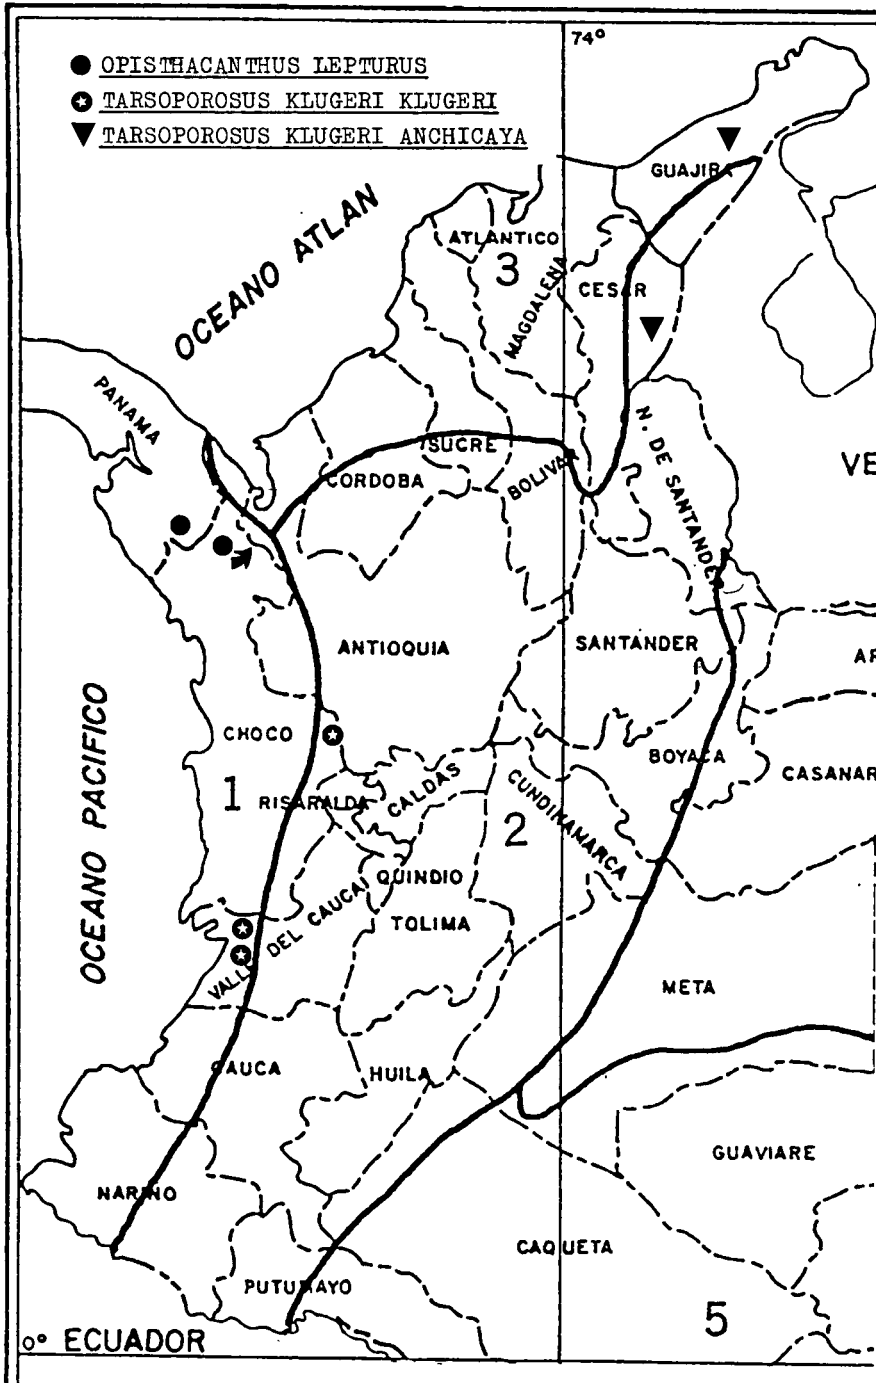 74°
OPISTHACANTHUS LEPTURUS
TARSOPOROSUS KLUGERI KLUGERI
TARSOPOROSUS KLUGERI ANCHICAYA
GUAJIRA
OCEANO ATLAN
ATLANTICO
3
MAGDALENA
CESAR
PANAMA
SUCRE
CORDOBA
BOLIVAR
N. DE SANTANDER
VE
ANTIOQUIA
SANTANDER
AR
OCEANO PACIFICO
CHOCO
BOYACA
CASANAR
1
RISARALDA
CALDAS
CUNDINAMARCA
2
QUINDIO
TOLIMA
VALLE DEL CAUCA
META
CAUCA
HUILA
GUAVIARE
NARIÑO
CAQUETA
PUTUMAYO
5
0° ECUADOR